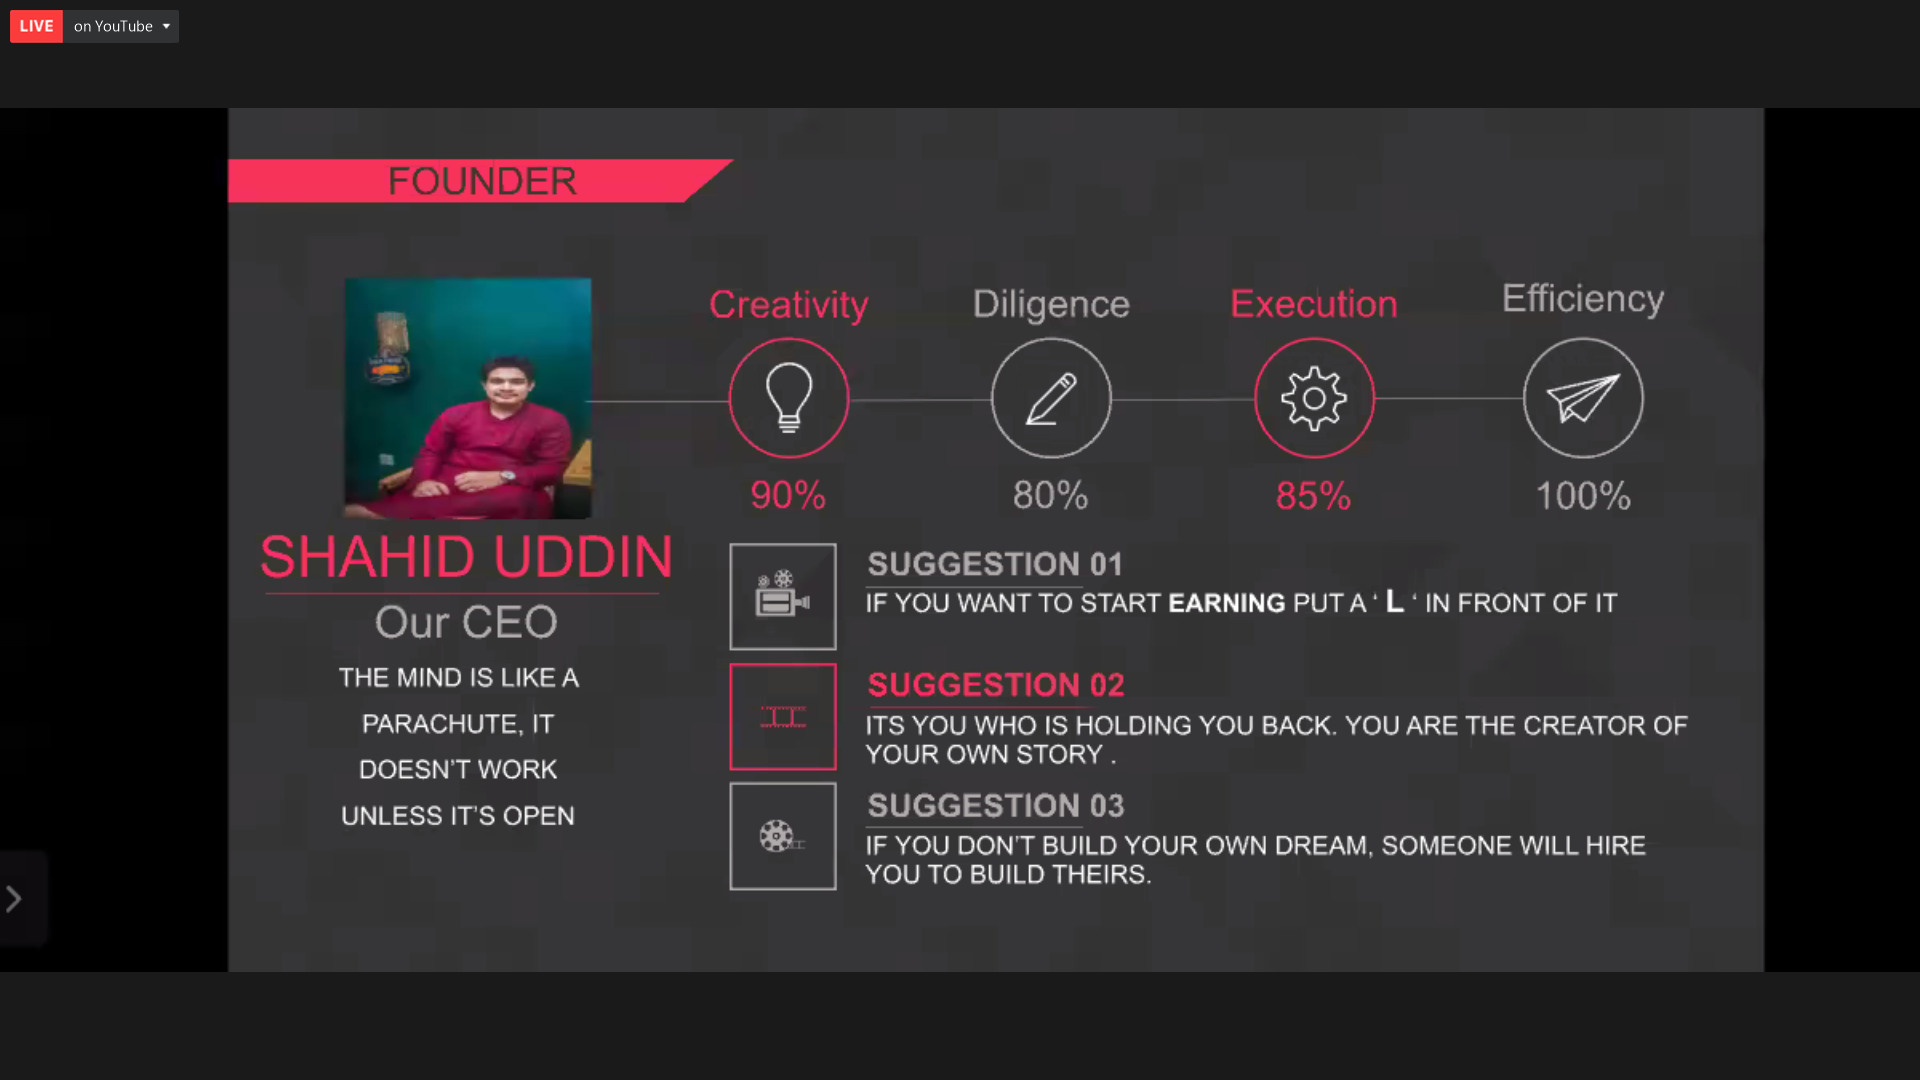 LIVE on YouTube
FOUNDER
Creativity
Diligence
Execution
Efficiency
90%
80%
85%
100%
SHAHID UDDIN
Our CEO
THE MIND IS LIKE A
PARACHUTE, IT
DOESN'T WORK
UNLESS IT'S OPEN
SUGGESTION 01
IF YOU WANT TO START EARNING PUT A ‘ L ‘ IN FRONT OF IT
SUGGESTION 02
ITS YOU WHO IS HOLDING YOU BACK. YOU ARE THE CREATOR OF
YOUR OWN STORY .
SUGGESTION 03
IF YOU DON'T BUILD YOUR OWN DREAM, SOMEONE WILL HIRE
YOU TO BUILD THEIRS.